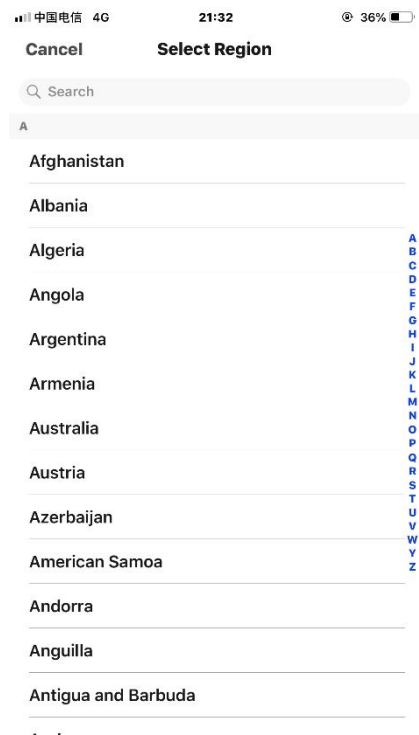 中国电信 4G 21:32 36%
Cancel Select Region
Search
A
Afghanistan
Albania
Algeria
Angola
Argentina
Armenia
Australia
Austria
Azerbaijan
American Samoa
Andorra
Anguilla
Antigua and Barbuda
A
B
C
D
E
F
G
H
I
J
K
L
M
N
O
P
Q
R
S
T
U
V
W
Y
Z